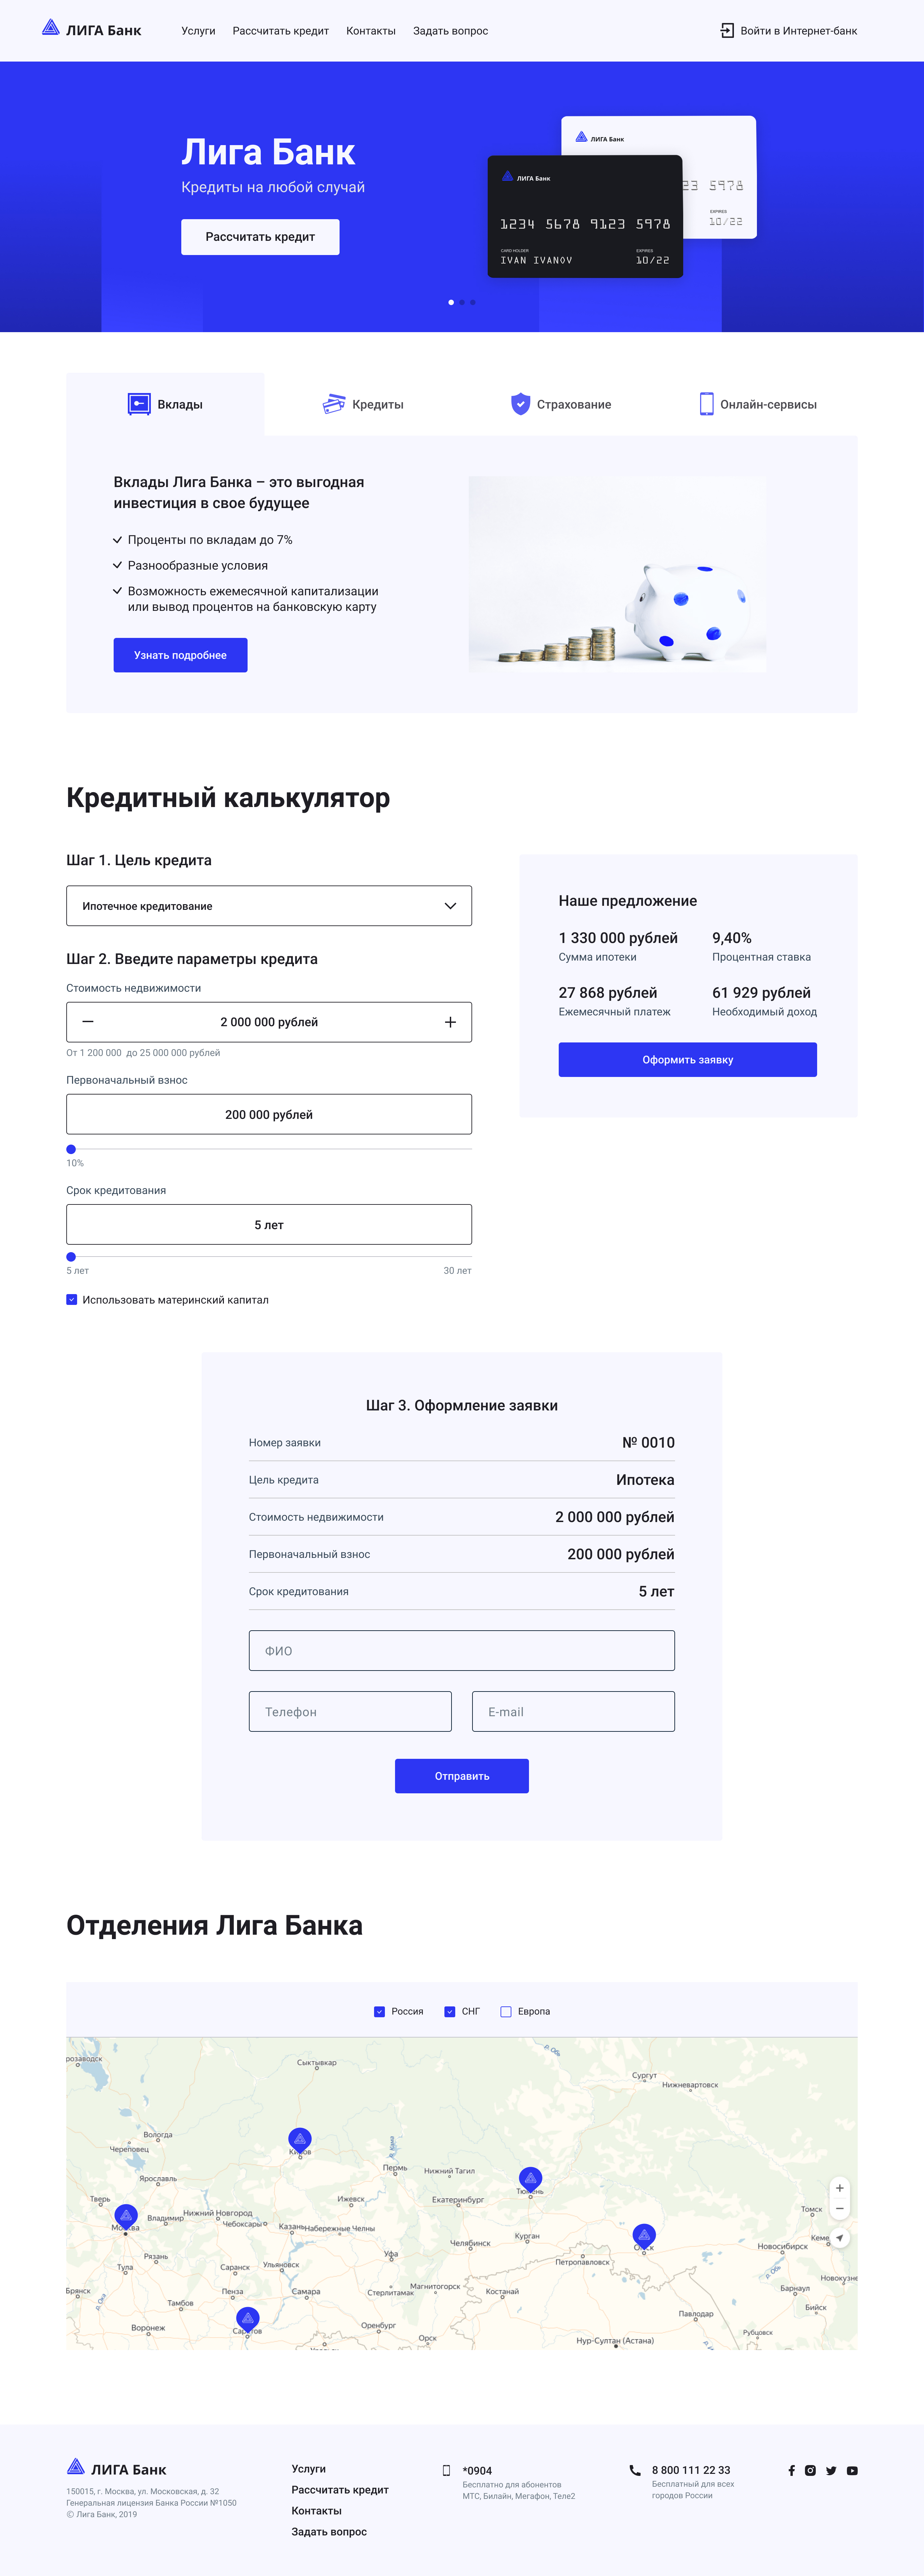 ЛИГА Банк
Услуги
Рассчитать кредит
Контакты
Задать вопрос
Войти в Интернет-банк
Лига Банк
Кредиты на любой случай
Рассчитать кредит
ЛИГА Банк
23 5978
EXPIRES
10/22
ЛИГА Банк
1234 5678 9123 5978
CARD HOLDER
EXPIRES
IVAN IVANOV
10/22
Вклады
Кредиты
Страхование
Онлайн-сервисы
Вклады Лига Банка – это выгодная
инвестиция в свое будущее
Проценты по вкладам до 7%
Разнообразные условия
Возможность ежемесячной капитализации
или вывод процентов на банковскую карту
Узнать подробнее
Кредитный калькулятор
Шаг 1. Цель кредита
Ипотечное кредитование
Шаг 2. Введите параметры кредита
Стоимость недвижимости
2 000 000 рублей
От 1 200 000  до 25 000 000 рублей
Первоначальный взнос
200 000 рублей
10%
Срок кредитования
5 лет
5 лет
30 лет
Использовать материнский капитал
Наше предложение
1 330 000 рублей
Сумма ипотеки
9,40%
Процентная ставка
27 868 рублей
Ежемесячный платеж
61 929 рублей
Необходимый доход
Оформить заявку
Шаг 3. Оформление заявки
Номер заявки
№ 0010
Цель кредита
Ипотека
Стоимость недвижимости
2 000 000 рублей
Первоначальный взнос
200 000 рублей
Срок кредитования
5 лет
ФИО
Телефон
E-mail
Отправить
Отделения Лига Банка
Россия
СНГ
Европа
розаводск
Сыктывкар
р. Обь
Сургут
Нижневартовск
Вологда
Череповец
р. Кама
Пермь
Нижний Тагил
Ярославль
Тверь
Владимир
Нижний Новгород
Чебоксары
Казань
Набережные Челны
Ижевск
Екатеринбург
Томск
Курган
Челябинск
Уфа
Рязань
Тула
Саранск
Ульяновск
Петропавловск
Новосибирск
Кеме
Новокузне
Брянск
р. Ока
Тамбов
Пенза
Самара
Стерлитамак
Магнитогорск
Костанай
Барнаул
Бийск
Павлодар
Рубцовск
Воронеж
Оренбург
Орск
Нур-Султан (Астана)
ЛИГА Банк
150015, г. Москва, ул. Московская, д. 32
Генеральная лицензия Банка России №1050
© Лига Банк, 2019
Услуги
Рассчитать кредит
Контакты
Задать вопрос
*0904
Бесплатно для абонентов
МТС, Билайн, Мегафон, Теле2
8 800 111 22 33
Бесплатный для всех
городов России